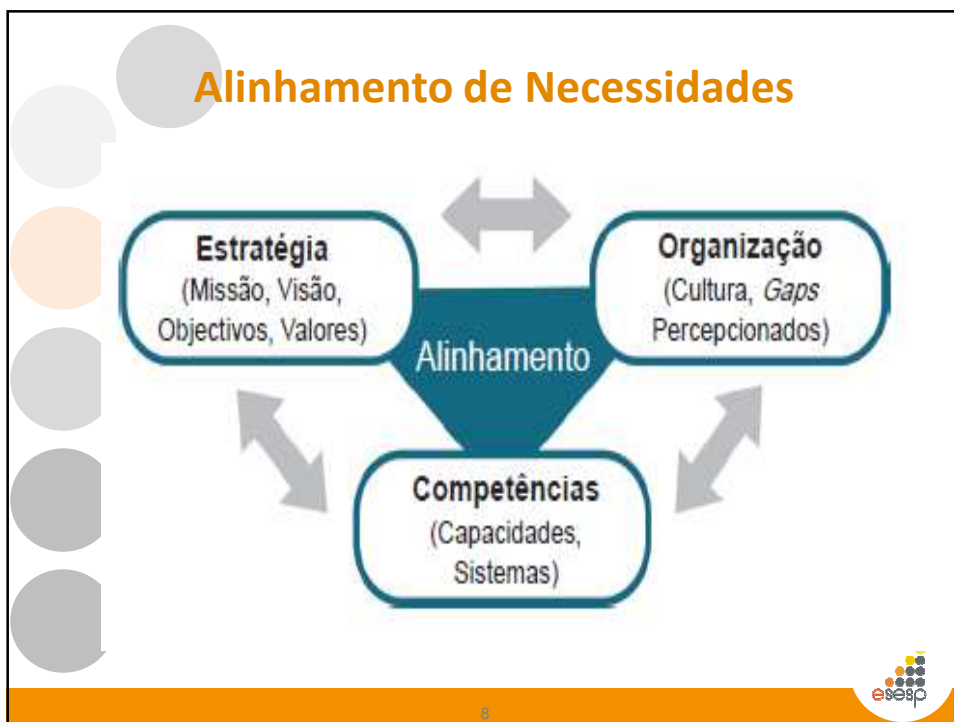 Alinhamento de Necessidades
Estratégia
(Missão, Visão,
Objectivos, Valores)
Organização
(Cultura, Gaps
Percepcionados)
Alinhamento
Competências
(Capacidades,
Sistemas)
esesp
8